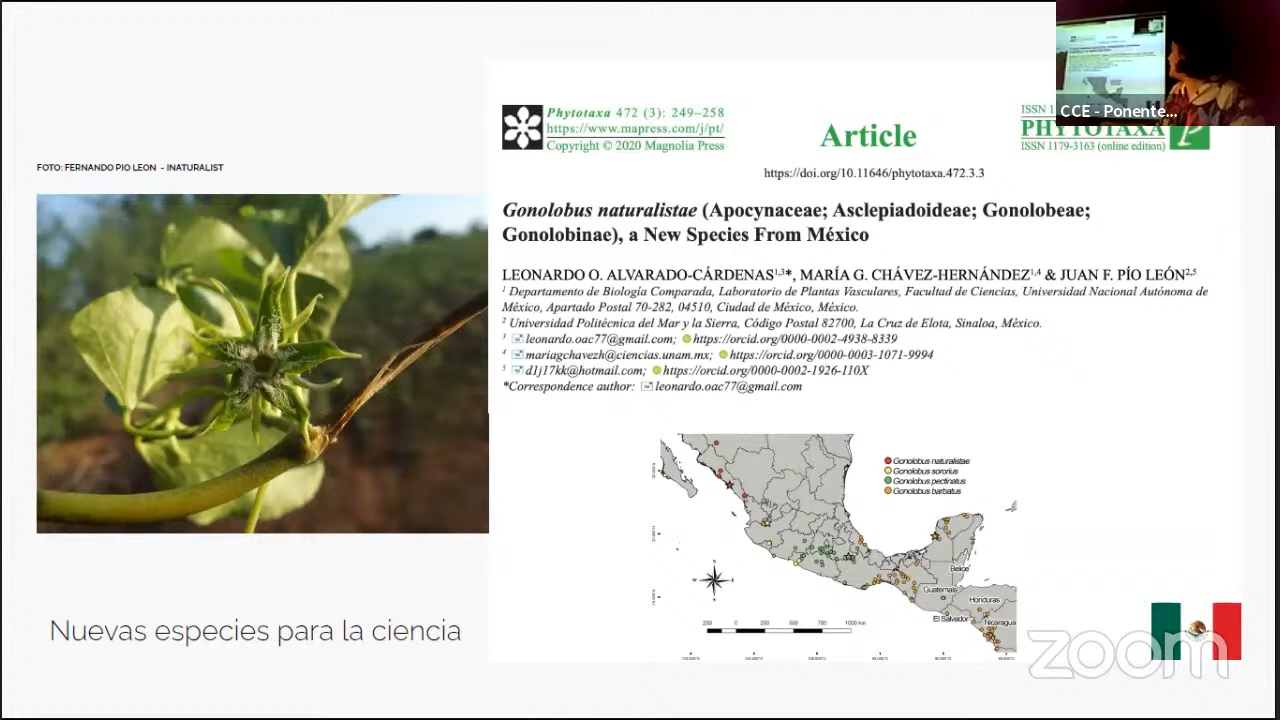 CCE - Ponente...
FOTO: FERNANDO PIO LEON - INATURALIST
Phytotaxa 472 (3): 249–258
https://www.mapress.com/j/pt/
Copyright © 2020 Magnolia Press
Article
ISSN 1
PHYTOTAXA
ISSN 1179-3163 (online edition)
https://doi.org/10.11646/phytotaxa.472.3.3
Gonolobus naturalistae (Apocynaceae; Asclepiadoideae; Gonolobeae;
Gonolobinae), a New Species From México
LEONARDO O. ALVARADO-CÁRDENAS1,3*, MARÍA G. CHÁVEZ-HERNÁNDEZ1,4 & JUAN F. PÍO LEÓN2,5
1 Departamento de Biología Comparada, Laboratorio de Plantas Vasculares, Facultad de Ciencias, Universidad Nacional Autónoma de
México, Apartado Postal 70-282, 04510, Ciudad de México, México.
2 Universidad Politécnica del Mar y la Sierra, Código Postal 82700, La Cruz de Elota, Sinaloa, México.
3 leonardo.oac77@gmail.com; https://orcid.org/0000-0002-4938-8339
4 mariagchavezh@ciencias.unam.mx; https://orcid.org/0000-0003-1071-9994
5 d1j17kk@hotmail.com; https://orcid.org/0000-0002-1926-110X
*Correspondence author: leonardo.oac77@gmail.com
Gonolobus naturalistae
Gonolobus sororius
Gonolobus pectinatus
Gonolobus barbatus
N
W
E
S
Belice
Guatemala
Honduras
El Salvador
Nicaragua
250 0 250 500 750 1000 km
Nuevas especies para la ciencia
zoom